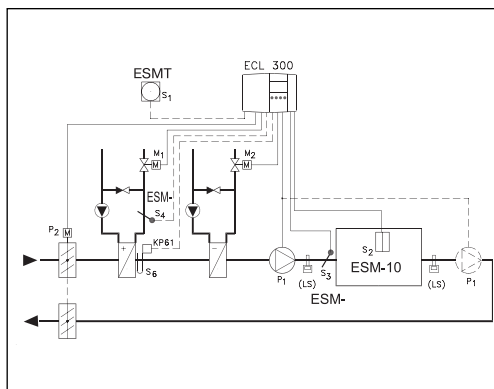 ECL 300
ESMT
S1
M1
M
M2
M
ESM-
S4
P2
M
KP61
+
-
S6
P1
S3
(LS)
ESM-
S2
ESM-10
(LS)
P1